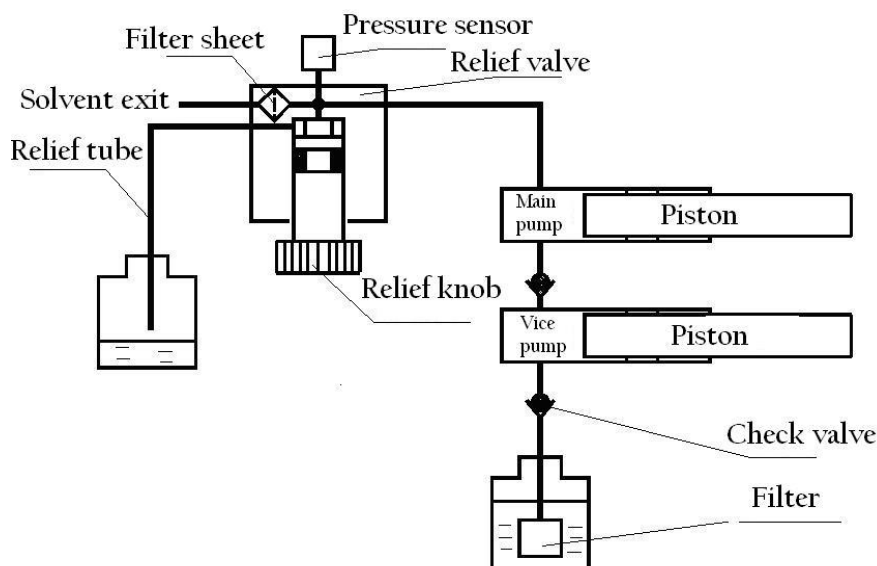 Pressure sensor
Filter sheet
Relief valve
Solvent exit
Relief tube
Main
pump
Piston
Relief knob
Vice
pump
Piston
Check valve
Filter